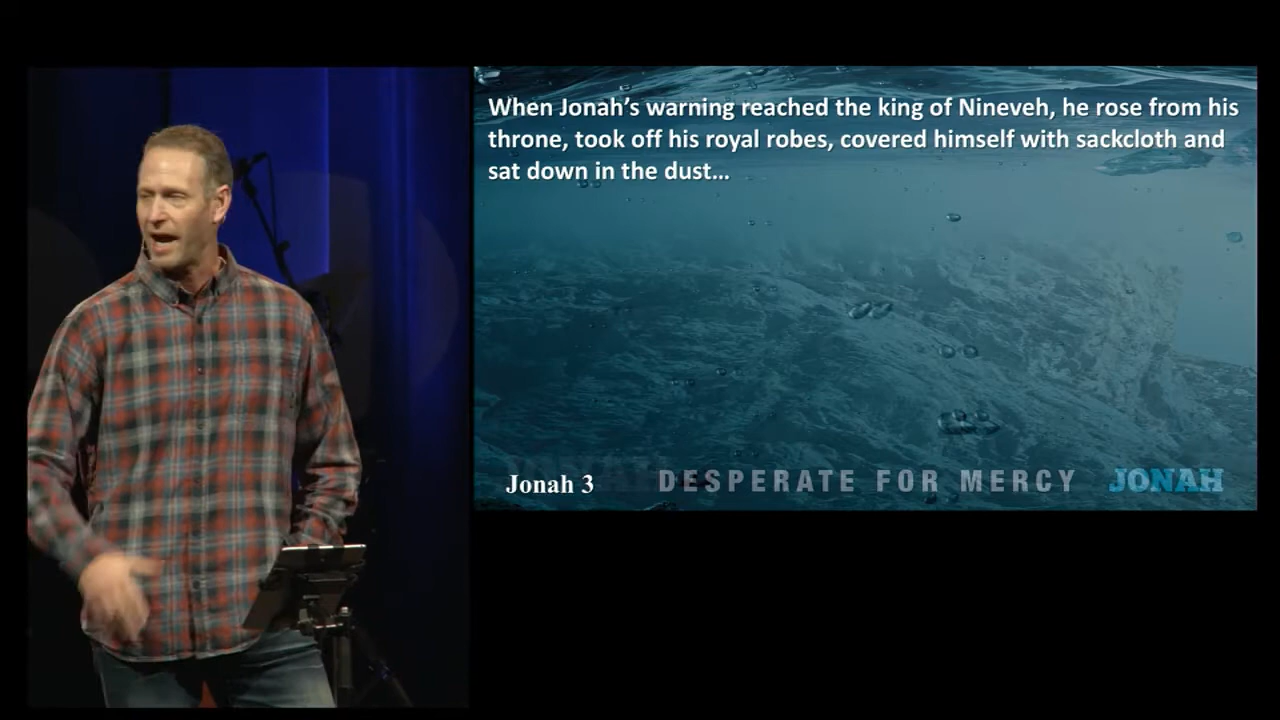 When Jonah’s warning reached the king of Nineveh, he rose from his
throne, took off his royal robes, covered himself with sackcloth and
sat down in the dust…
Jonah 3
DESPERATE FOR MERCY
JONAH